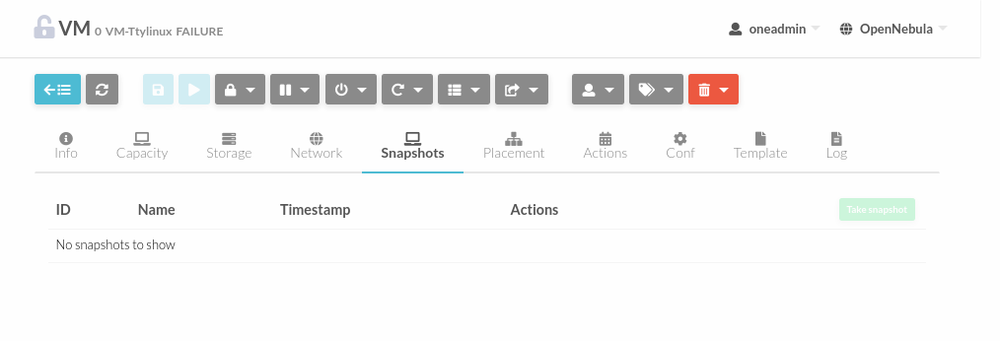 VM 0 VM-Ttylinux FAILURE
oneadmin
OpenNebula
Info
Capacity
Storage
Network
Snapshots
Placement
Actions
Conf
Template
Log
ID
Name
Timestamp
Actions
Take snapshot
No snapshots to show